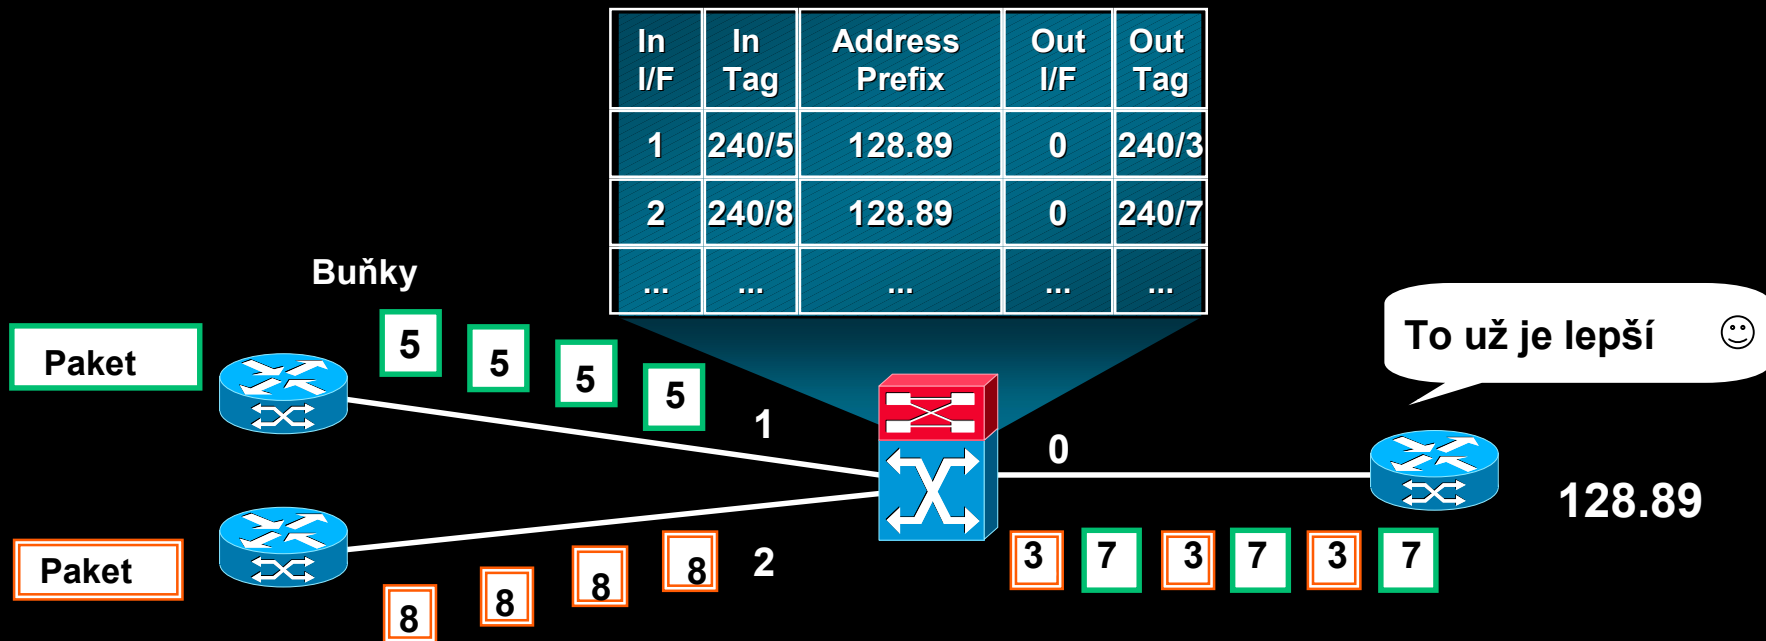 In I/F In Tag Address Prefix Out I/F Out Tag
1 240/5 128.89 0 240/3
2 240/8 128.89 0 240/7
... ... ... ... ...
Buňky
To už je lepší ☺
Paket 5 5 5 5 1
0
128.89
Paket 8 8 8 8 2
3 7 3 7 3 7